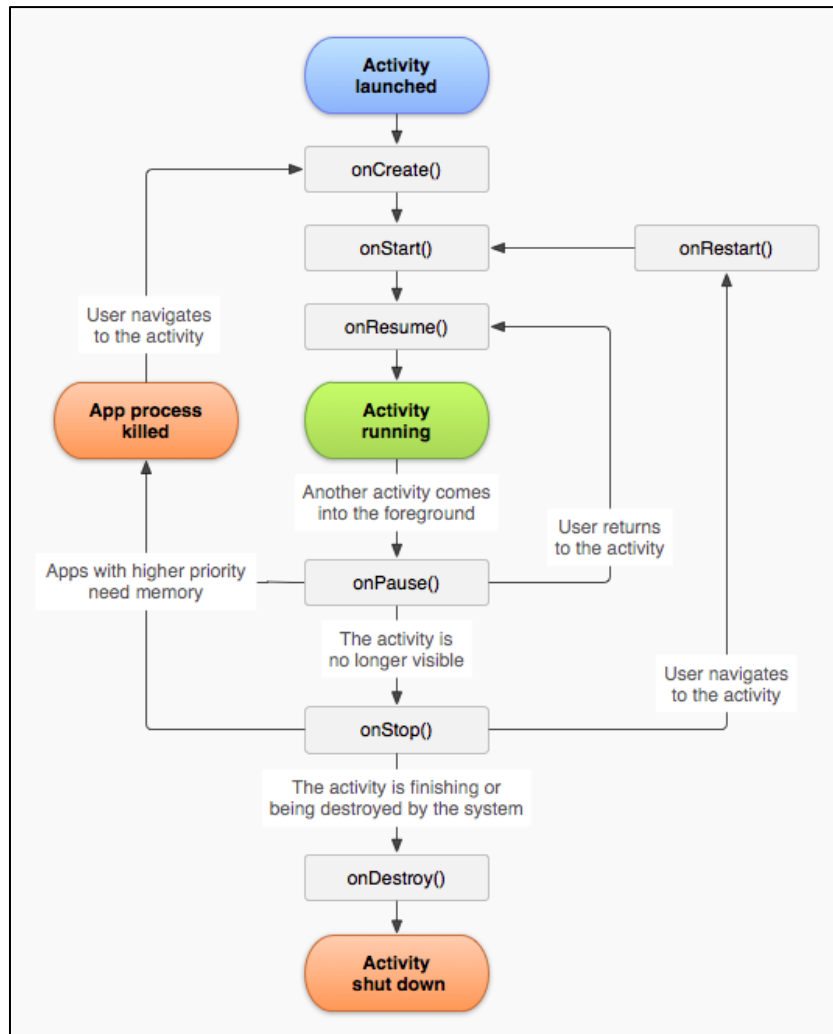 Activity
launched
onCreate()
onStart()
onRestart()
User navigates
to the activity
onResume()
App process
killed
Activity
running
Another activity comes
into the foreground
User returns
to the activity
Apps with higher priority
need memory
onPause()
The activity is
no longer visible
User navigates
to the activity
onStop()
The activity is finishing or
being destroyed by the system
onDestroy()
Activity
shut down